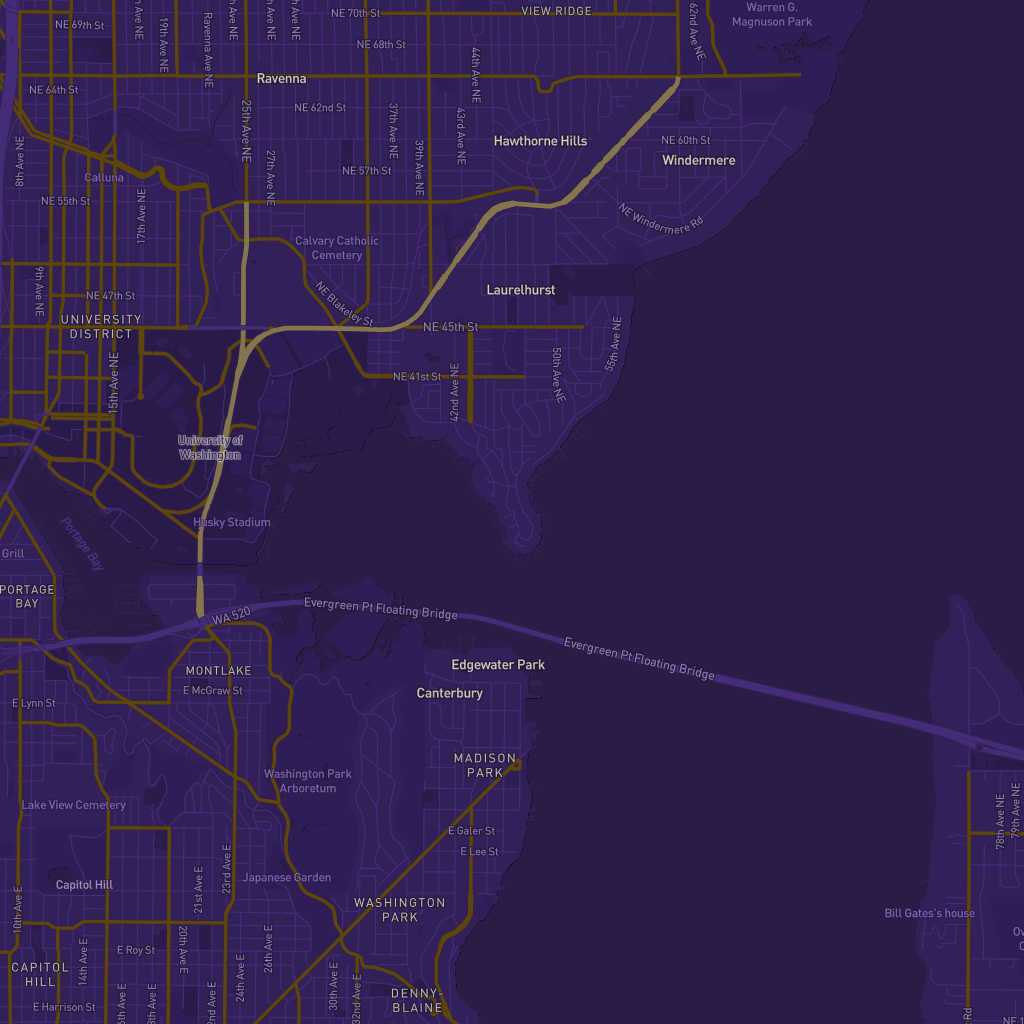 NE 70th St
VIEW RIDGE
Warren G.
Magnuson Park
NE 69th St
19th Ave NE
Ravenna Ave NE
62nd Ave NE
NE 68th St
44th Ave NE
Ravenna
NE 64th St
NE 62nd St
25th Ave NE
37th Ave NE
43rd Ave NE
Hawthorne Hills
NE 60th St
Windermere
8th Ave NE
27th Ave NE
39th Ave NE
Calluna
NE 57th St
NE 55th St
17th Ave NE
NE Windermere Rd
Calvary Catholic
Cemetery
9th Ave NE
NE 47th St
NE Blakeley St
Laurelhurst
UNIVERSITY
DISTRICT
NE 45th St
55th Ave NE
15th Ave NE
NE 41st St
42nd Ave NE
50th Ave NE
University of
Washington
Husky Stadium
Portage Bay
Grill
PORTAGE
BAY
WA 520
Evergreen Pt Floating Bridge
Evergreen Pt Floating Bridge
MONTLAKE
Edgewater Park
E McGraw St
Canterbury
E Lynn St
MADISON
PARK
Washington Park
Arboretum
Lake View Cemetery
78th Ave NE
79th Ave NE
E Galer St
E Lee St
23rd Ave E
Capitol Hill
21st Ave E
Japanese Garden
10th Ave E
WASHINGTON
PARK
Bill Gates's house
20th Ave E
26th Ave E
E Roy St
14th Ave E
CAPITOL
HILL
24th Ave E
30th Ave E
32nd Ave E
DENNY-
BLAINE
E Harrison St
Rd
NE 1